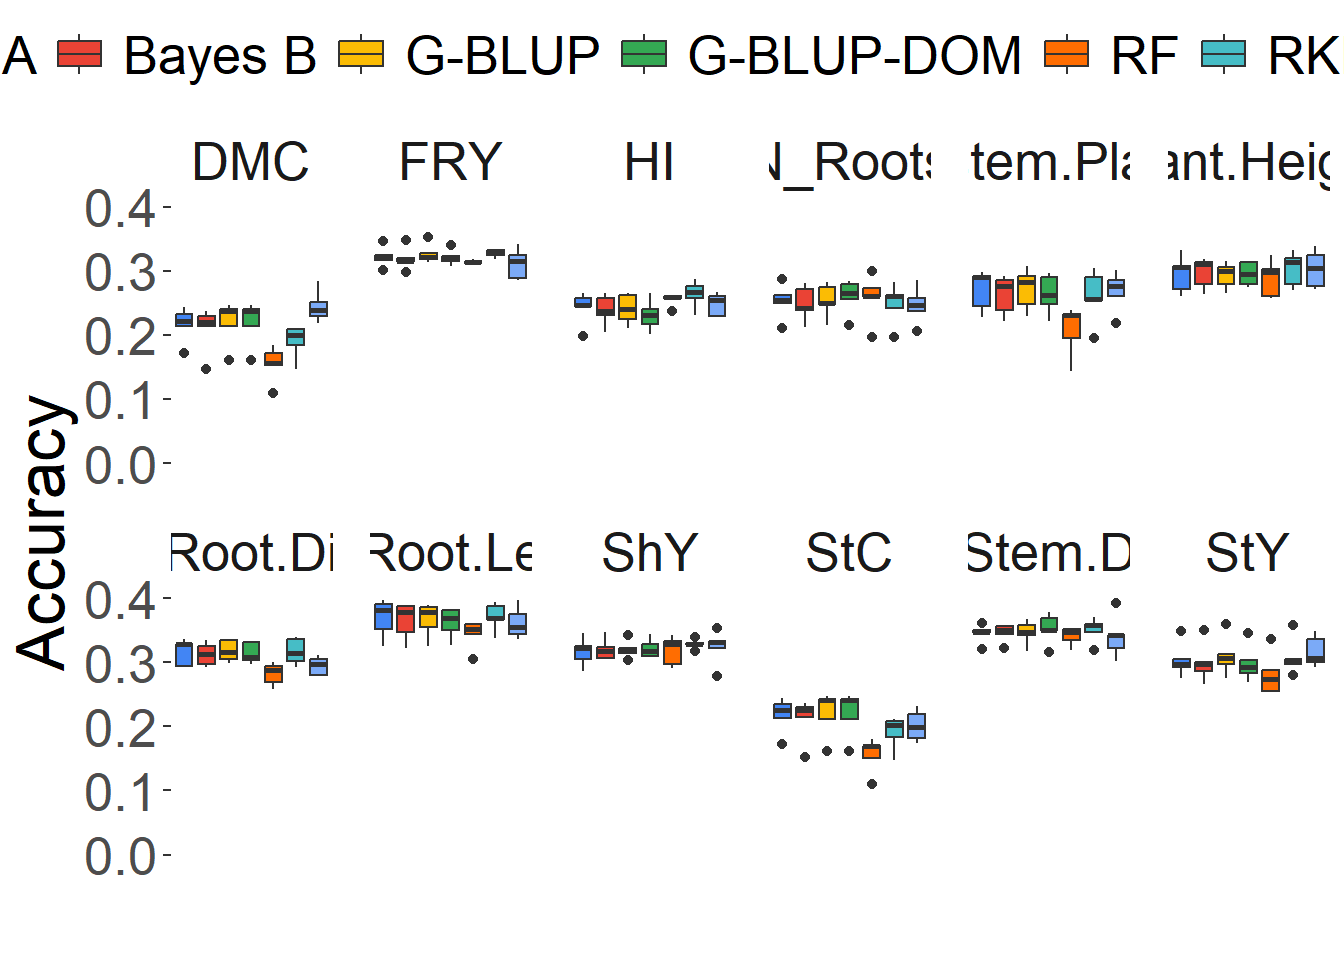 A Bayes B G-BLUP G-BLUP-DOM RF RK
DMC FRY HI N_Roots tem.Pla ant.Heig
0.4
0.3
0.2
0.1
0.0
Accuracy
Root.Di Root.Le ShY StC Stem.D StY
0.4
0.3
0.2
0.1
0.0